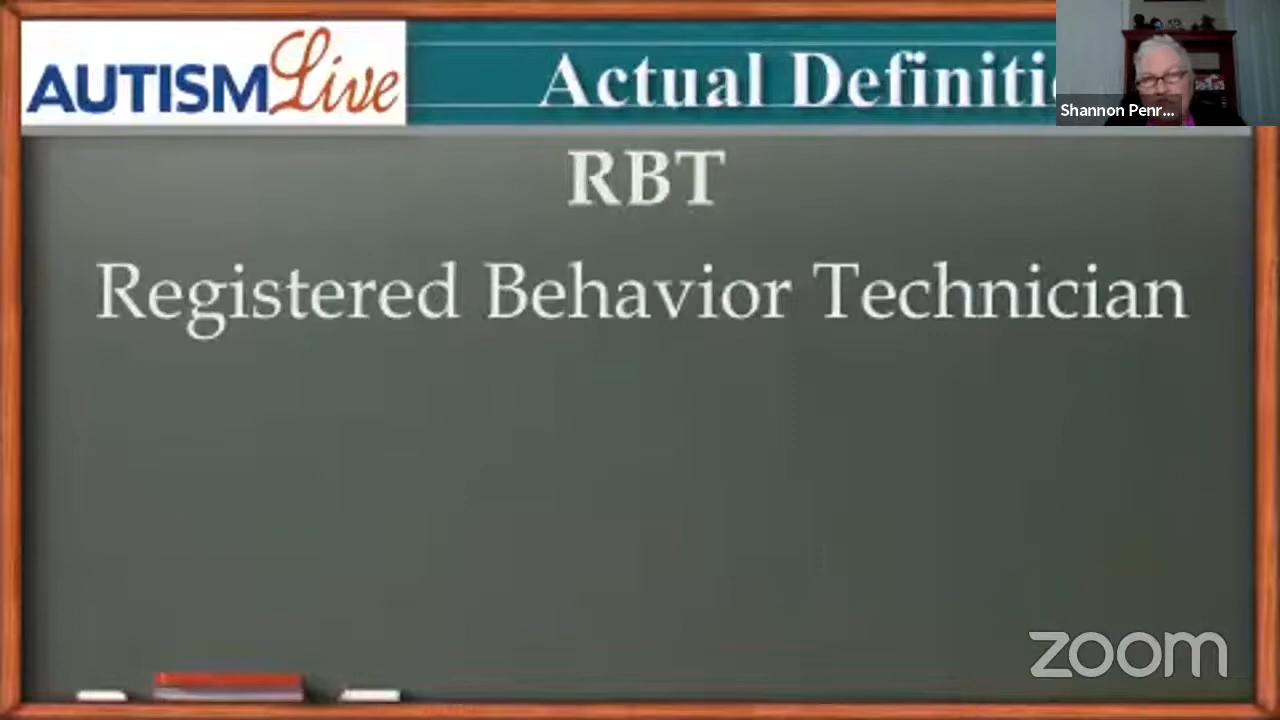 AUTISM Live
Actual Definiti
Shannon Penr...
RBT
Registered Behavior Technician
zoom